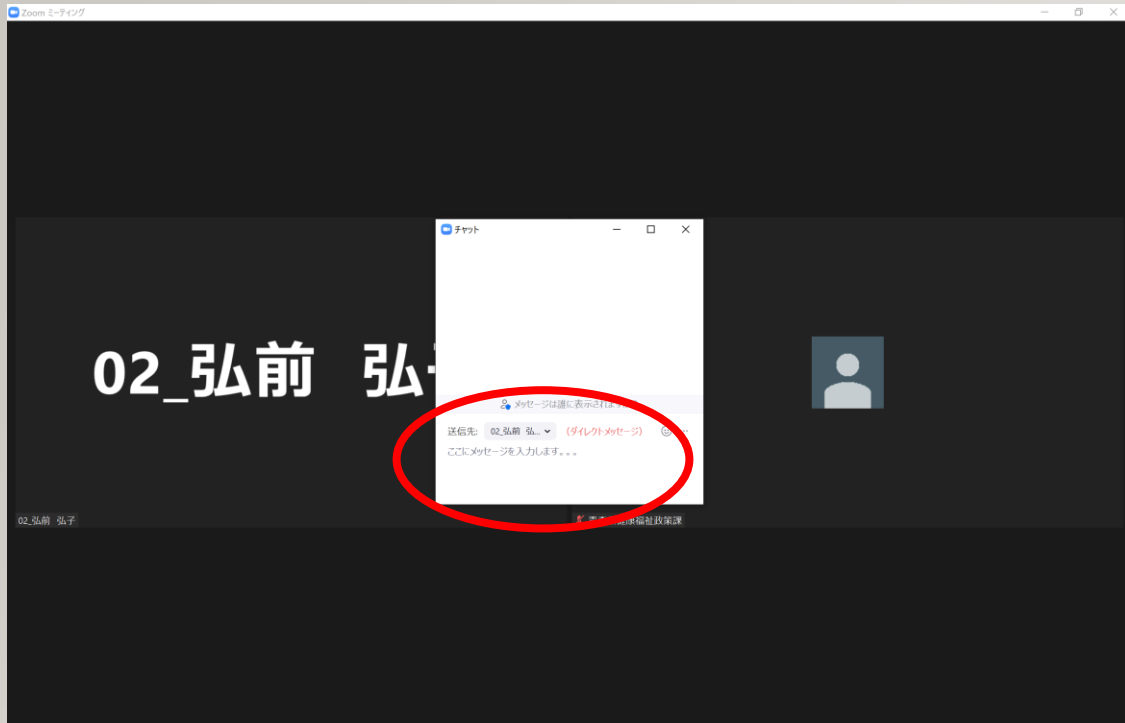 Zoom ミーティング
チャット
02_弘前 弘
メッセージは誰に表示されます
送信先: 02_弘前 弘... (ダイレクトメッセージ)
ここにメッセージを入力します。。。
02_弘前 弘子
健康福祉政策課